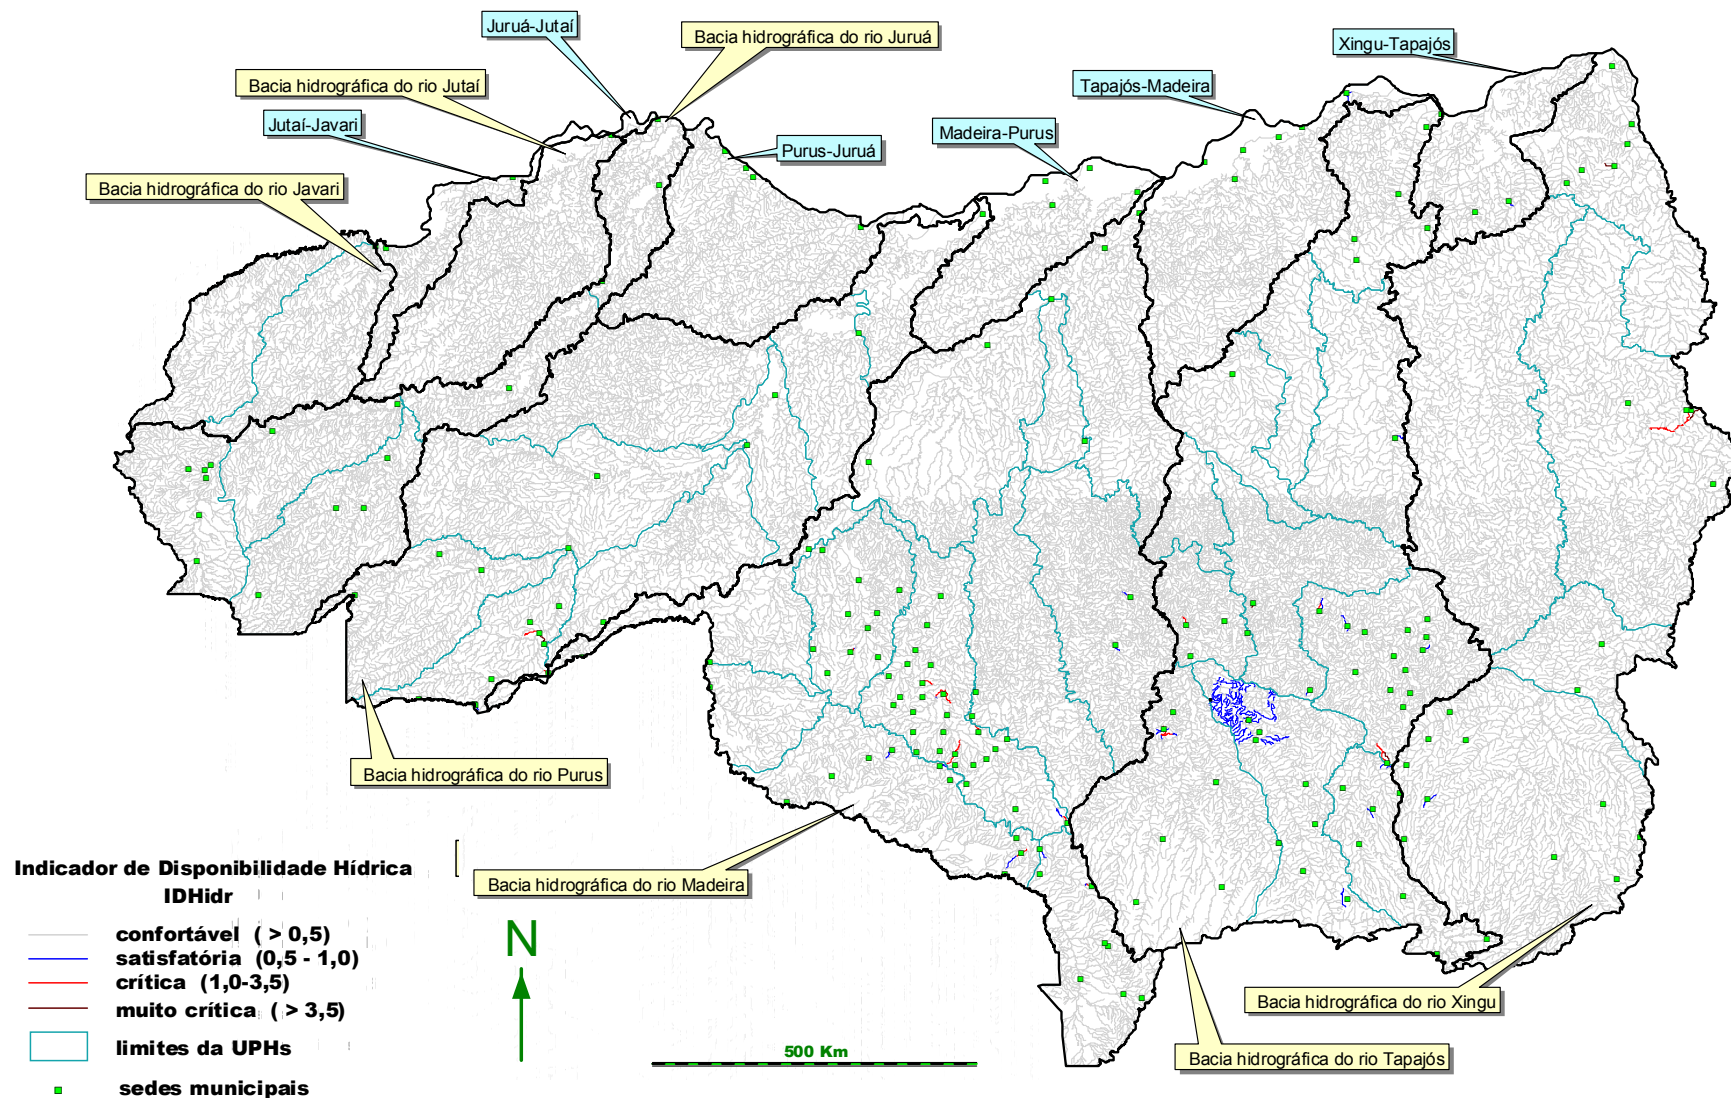 Juruá-Jutaí
Bacia hidrográfica do rio Juruá
Xingu-Tapajós
Bacia hidrográfica do rio Jutaí
Tapajós-Madeira
Jutaí-Javari
Madeira-Purus
Purus-Juruá
Bacia hidrográfica do rio Javari
Bacia hidrográfica do rio Purus
Bacia hidrográfica do rio Madeira
Bacia hidrográfica do rio Xingu
Bacia hidrográfica do rio Tapajós
Indicador de Disponibilidade Hídrica
IDHidr
confortável ( > 0,5)
satisfatória (0,5 - 1,0)
crítica (1,0-3,5)
muito crítica ( > 3,5)
limites da UPHs
sedes municipais
N
500 Km